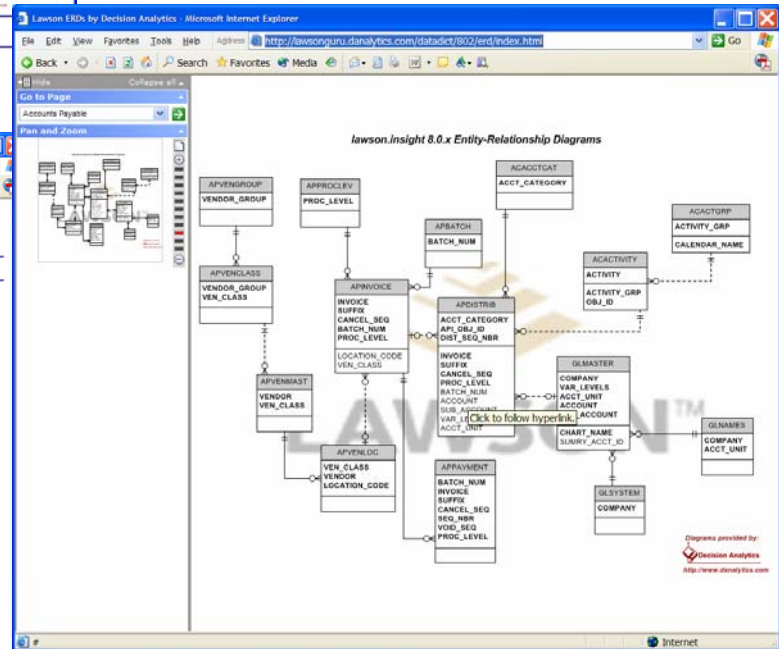 Lawson ERDs by Decision Analytics - Microsoft Internet Explorer
File Edit View Favorites Tools Help Address http://lawsonguru.danalytics.com/datadict/802/erd/index.html Go
Back Search Favorites Media
Hide Collapse all
Go to Page
Accounts Payable
Pan and Zoom
lawson.insight 8.0.x Entity-Relationship Diagrams
ACACCTCAT
ACCT_CATEGORY
APVENGROUP
VENDOR_GROUP
APPROCLEV
PROC_LEVEL
APBATCH
BATCH_NUM
ACACTGRP
ACTIVITY_GRP
CALENDAR_NAME
ACACTIVITY
ACTIVITY
ACTIVITY_GRP
OBJ_ID
APVENCLASS
VENDOR_GROUP
VEN_CLASS
APINVOICE
INVOICE
SUFFIX
CANCEL_SEQ
BATCH_NUM
PROC_LEVEL
LOCATION_CODE
VEN_CLASS
APDISTRIB
ACCT_CATEGORY
API_OBJ_ID
DIST_SEQ_NBR
INVOICE
SUFFIX
CANCEL_SEQ
PROC_LEVEL
BATCH_NUM
ACCOUNT
SUB_ACCOUNT
VAR_LE
ACCT_UNIT
Click to follow hyperlink.
GLMASTER
COMPANY
VAR_LEVELS
ACCT_UNIT
ACCOUNT
_ACCOUNT
CHART_NAME
SUMRY_ACCT_ID
APVENMAST
VENDOR
VEN_CLASS
LAWSON™
GLNAMES
COMPANY
ACCT_UNIT
APVENLOC
VEN_CLASS
VENDOR
LOCATION_CODE
APPAYMENT
BATCH_NUM
INVOICE
SUFFIX
CANCEL_SEQ
SEQ_NBR
VOID_SEQ
PROC_LEVEL
GLSYSTEM
COMPANY
Diagrams provided by:
Decision Analytics
http://www.danalytics.com
# Internet